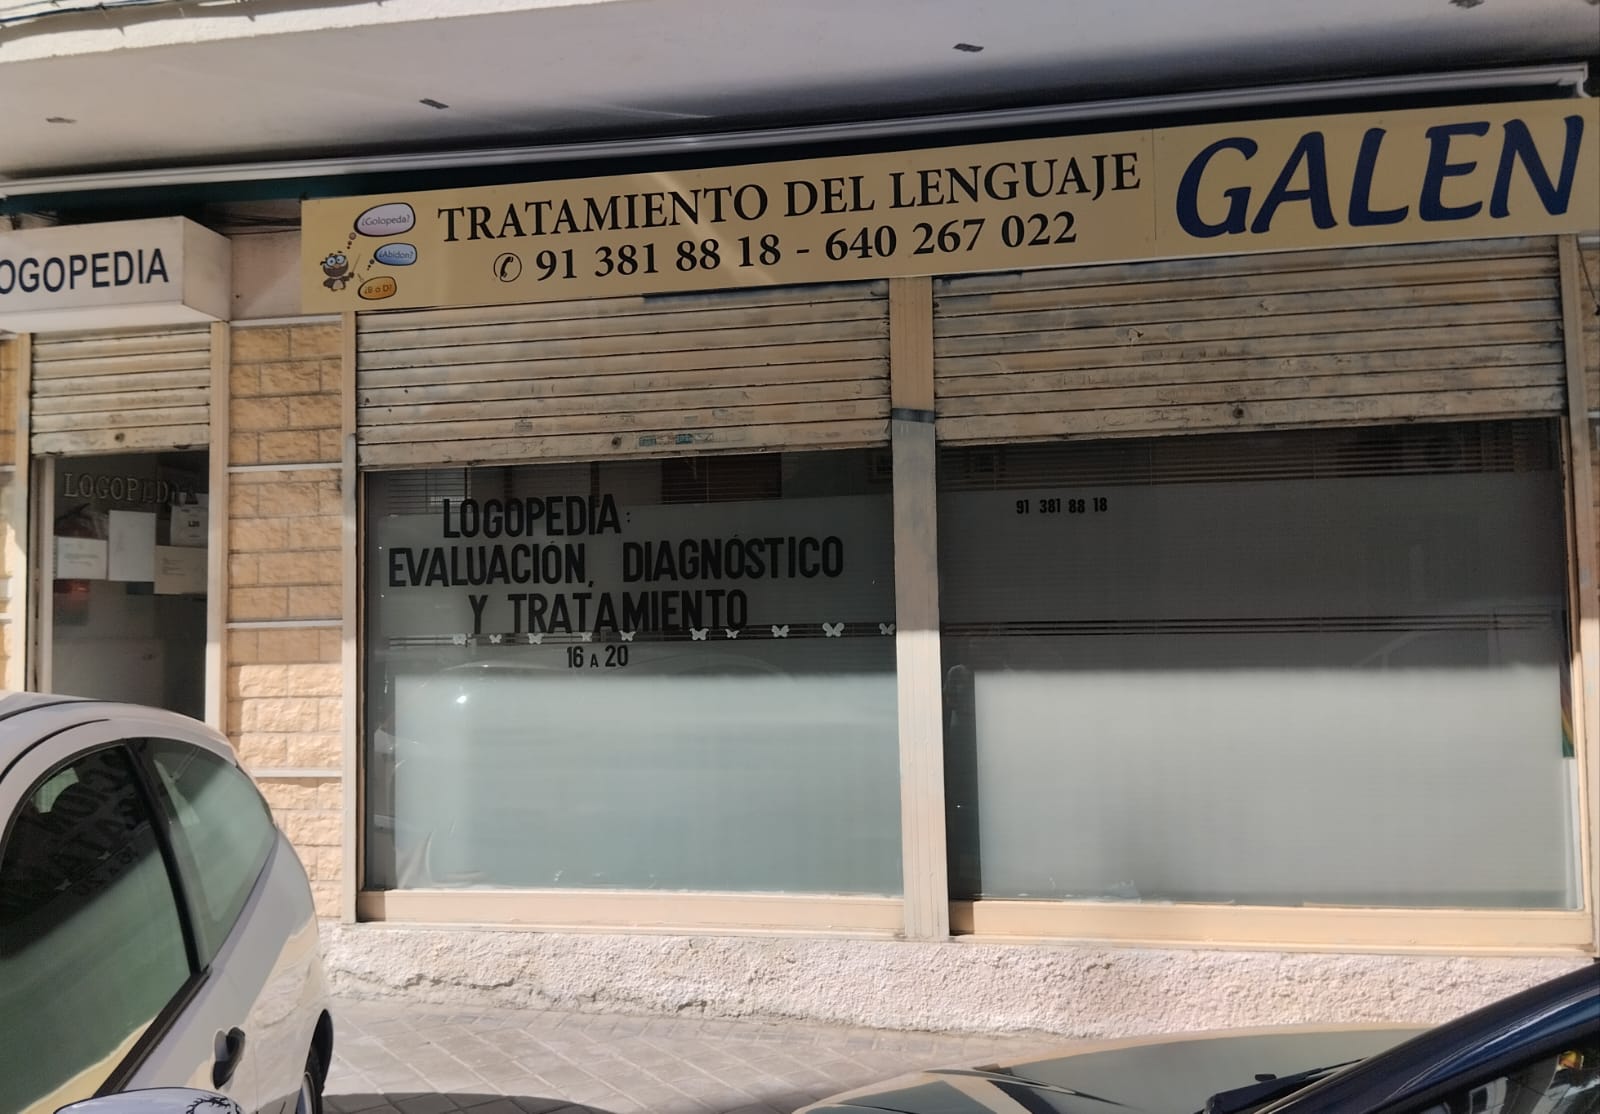 OGOPEDIA
¿Golopeda?
¿Abidon?
¿B o D?
TRATAMIENTO DEL LENGUAJE
91 381 88 18 - 640 267 022
GALEN
LOGOPEDIA
LOGOPEDIA:
EVALUACIÓN, DIAGNÓSTICO
Y TRATAMIENTO
16 A 20
91 381 88 18